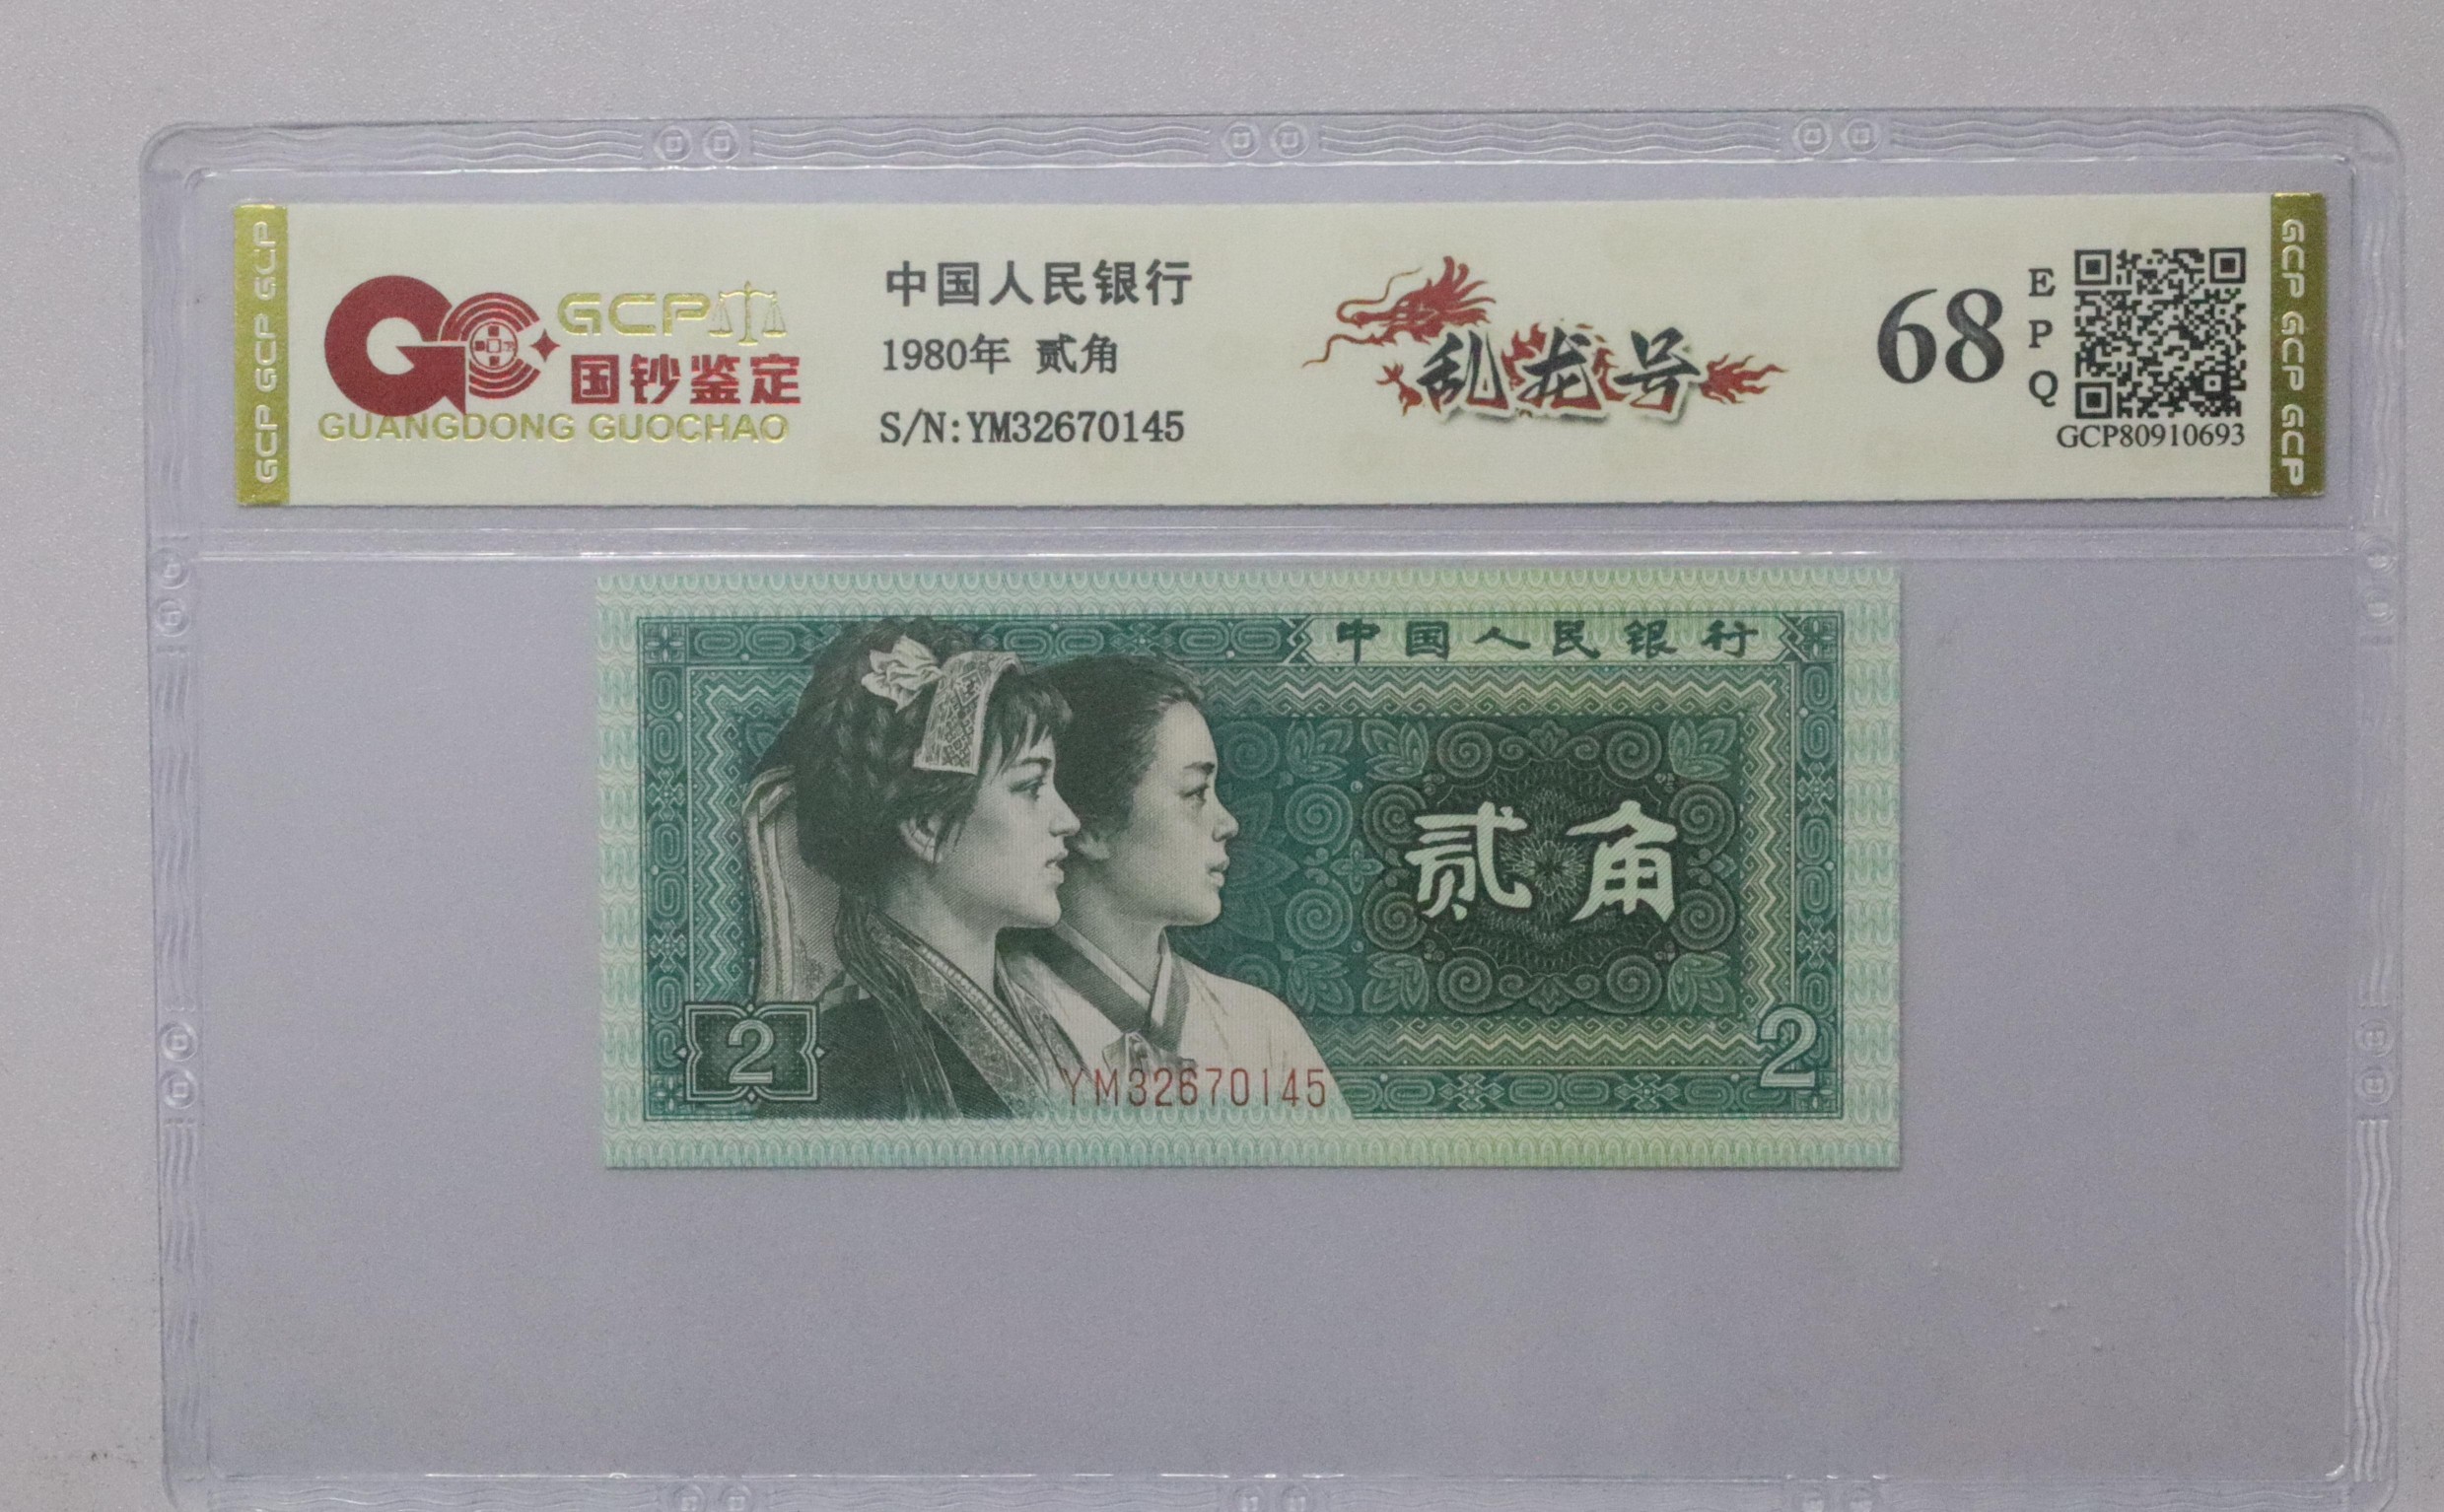 GCP GCP GCP
GCP
国钞鉴定
GUANGDONG GUOCHAO
中国人民银行
1980年 贰角
S/N:YM32670145
乱龙号
68
E
P
Q
GCP80910693
GCP GCP GCP
中国人民银行
贰角
2
YM32670145
2